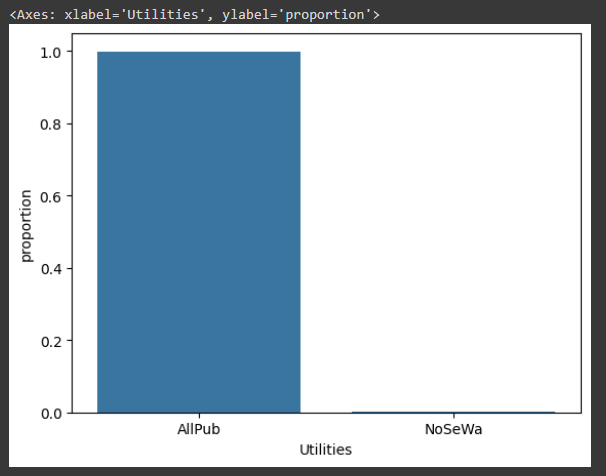 <Axes: xlabel='Utilities', ylabel='proportion'>
1.0
0.8
0.6
0.4
0.2
0.0
proportion
AllPub NoSeWa
Utilities